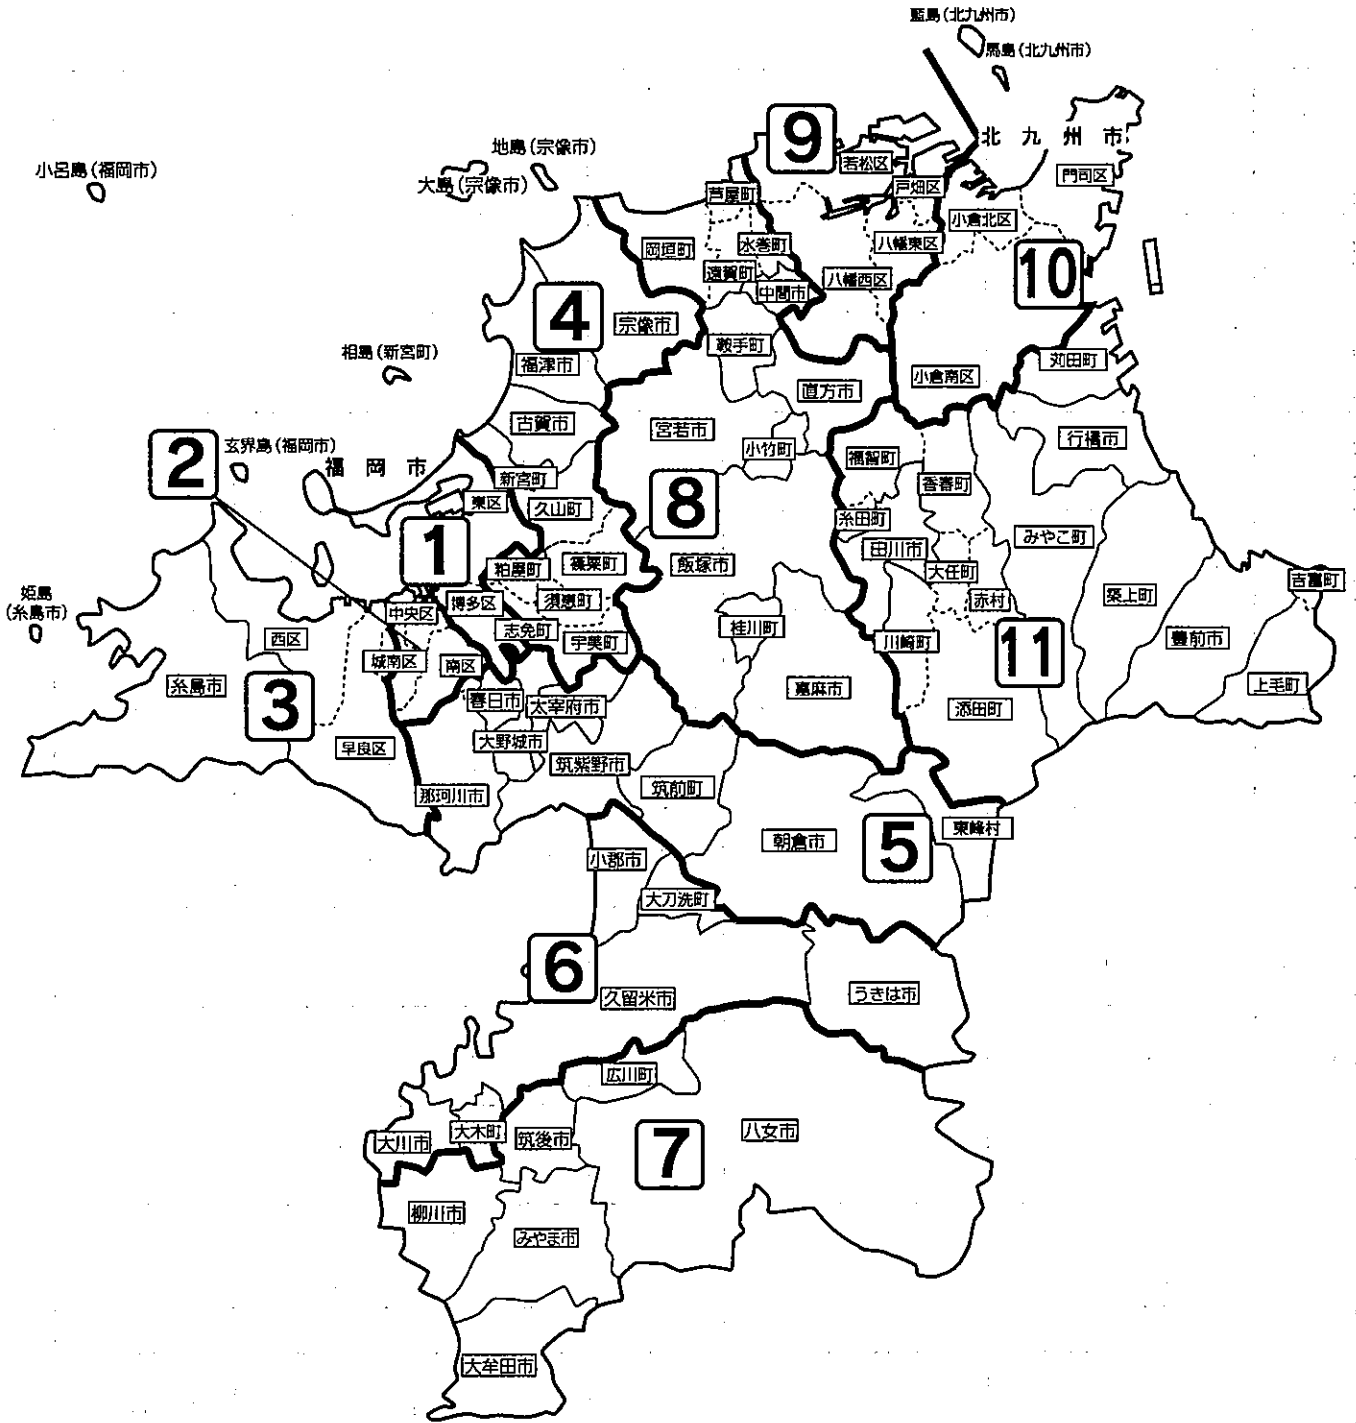 藍島(北九州市)
馬島(北九州市)
9
北九州市
地島(宗像市)
若松区
小呂島(福岡市)
大島(宗像市)
門司区
戸畑区
芦屋町
小倉北区
岡垣町
水巻町
八幡東区
遠賀町
10
中間市
八幡西区
4
宗像市
鞍手町
相島(新宮町)
福津市
苅田町
小倉南区
直方市
古賀市
宮若市
行橋市
2
玄界島(福岡市)
小竹町
福智町
福岡市
新宮町
香春町
東区
8
久山町
糸田町
みやこ町
1
田川市
篠栗町
飯塚市
粕屋町
大任町
吉富町
姫島
(糸島市)
博多区
須恵町
赤村
築上町
中央区
志免町
桂川町
西区
宇美町
川崎町
11
豊前市
城南区
南区
糸島市
嘉麻市
上毛町
3
春日市
太宰府市
添田町
大野城市
早良区
筑紫野市
那珂川市
筑前町
朝倉市
5
東峰村
小郡市
大刀洗町
6
久留米市
うきは市
広川町
大川市
大木町
筑後市
7
八女市
柳川市
みやま市
大牟田市